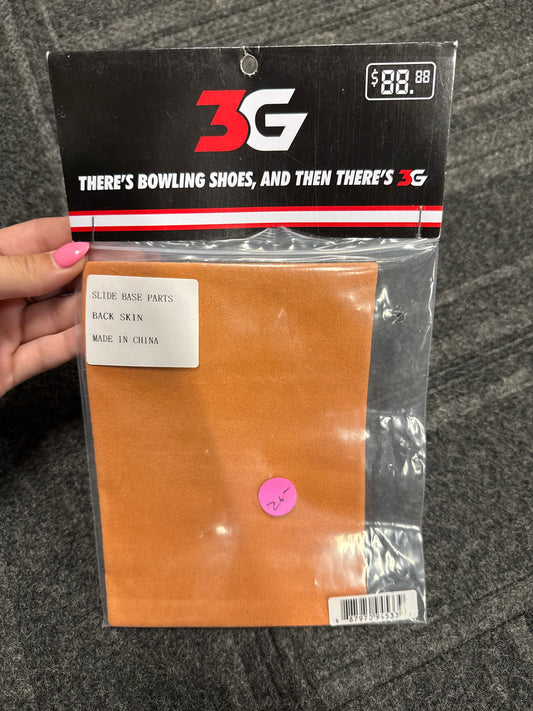 $88.88
3G
THERE'S BOWLING SHOES, AND THEN THERE'S 3G
SLIDE BASE PARTS
BACK SKIN
MADE IN CHINA